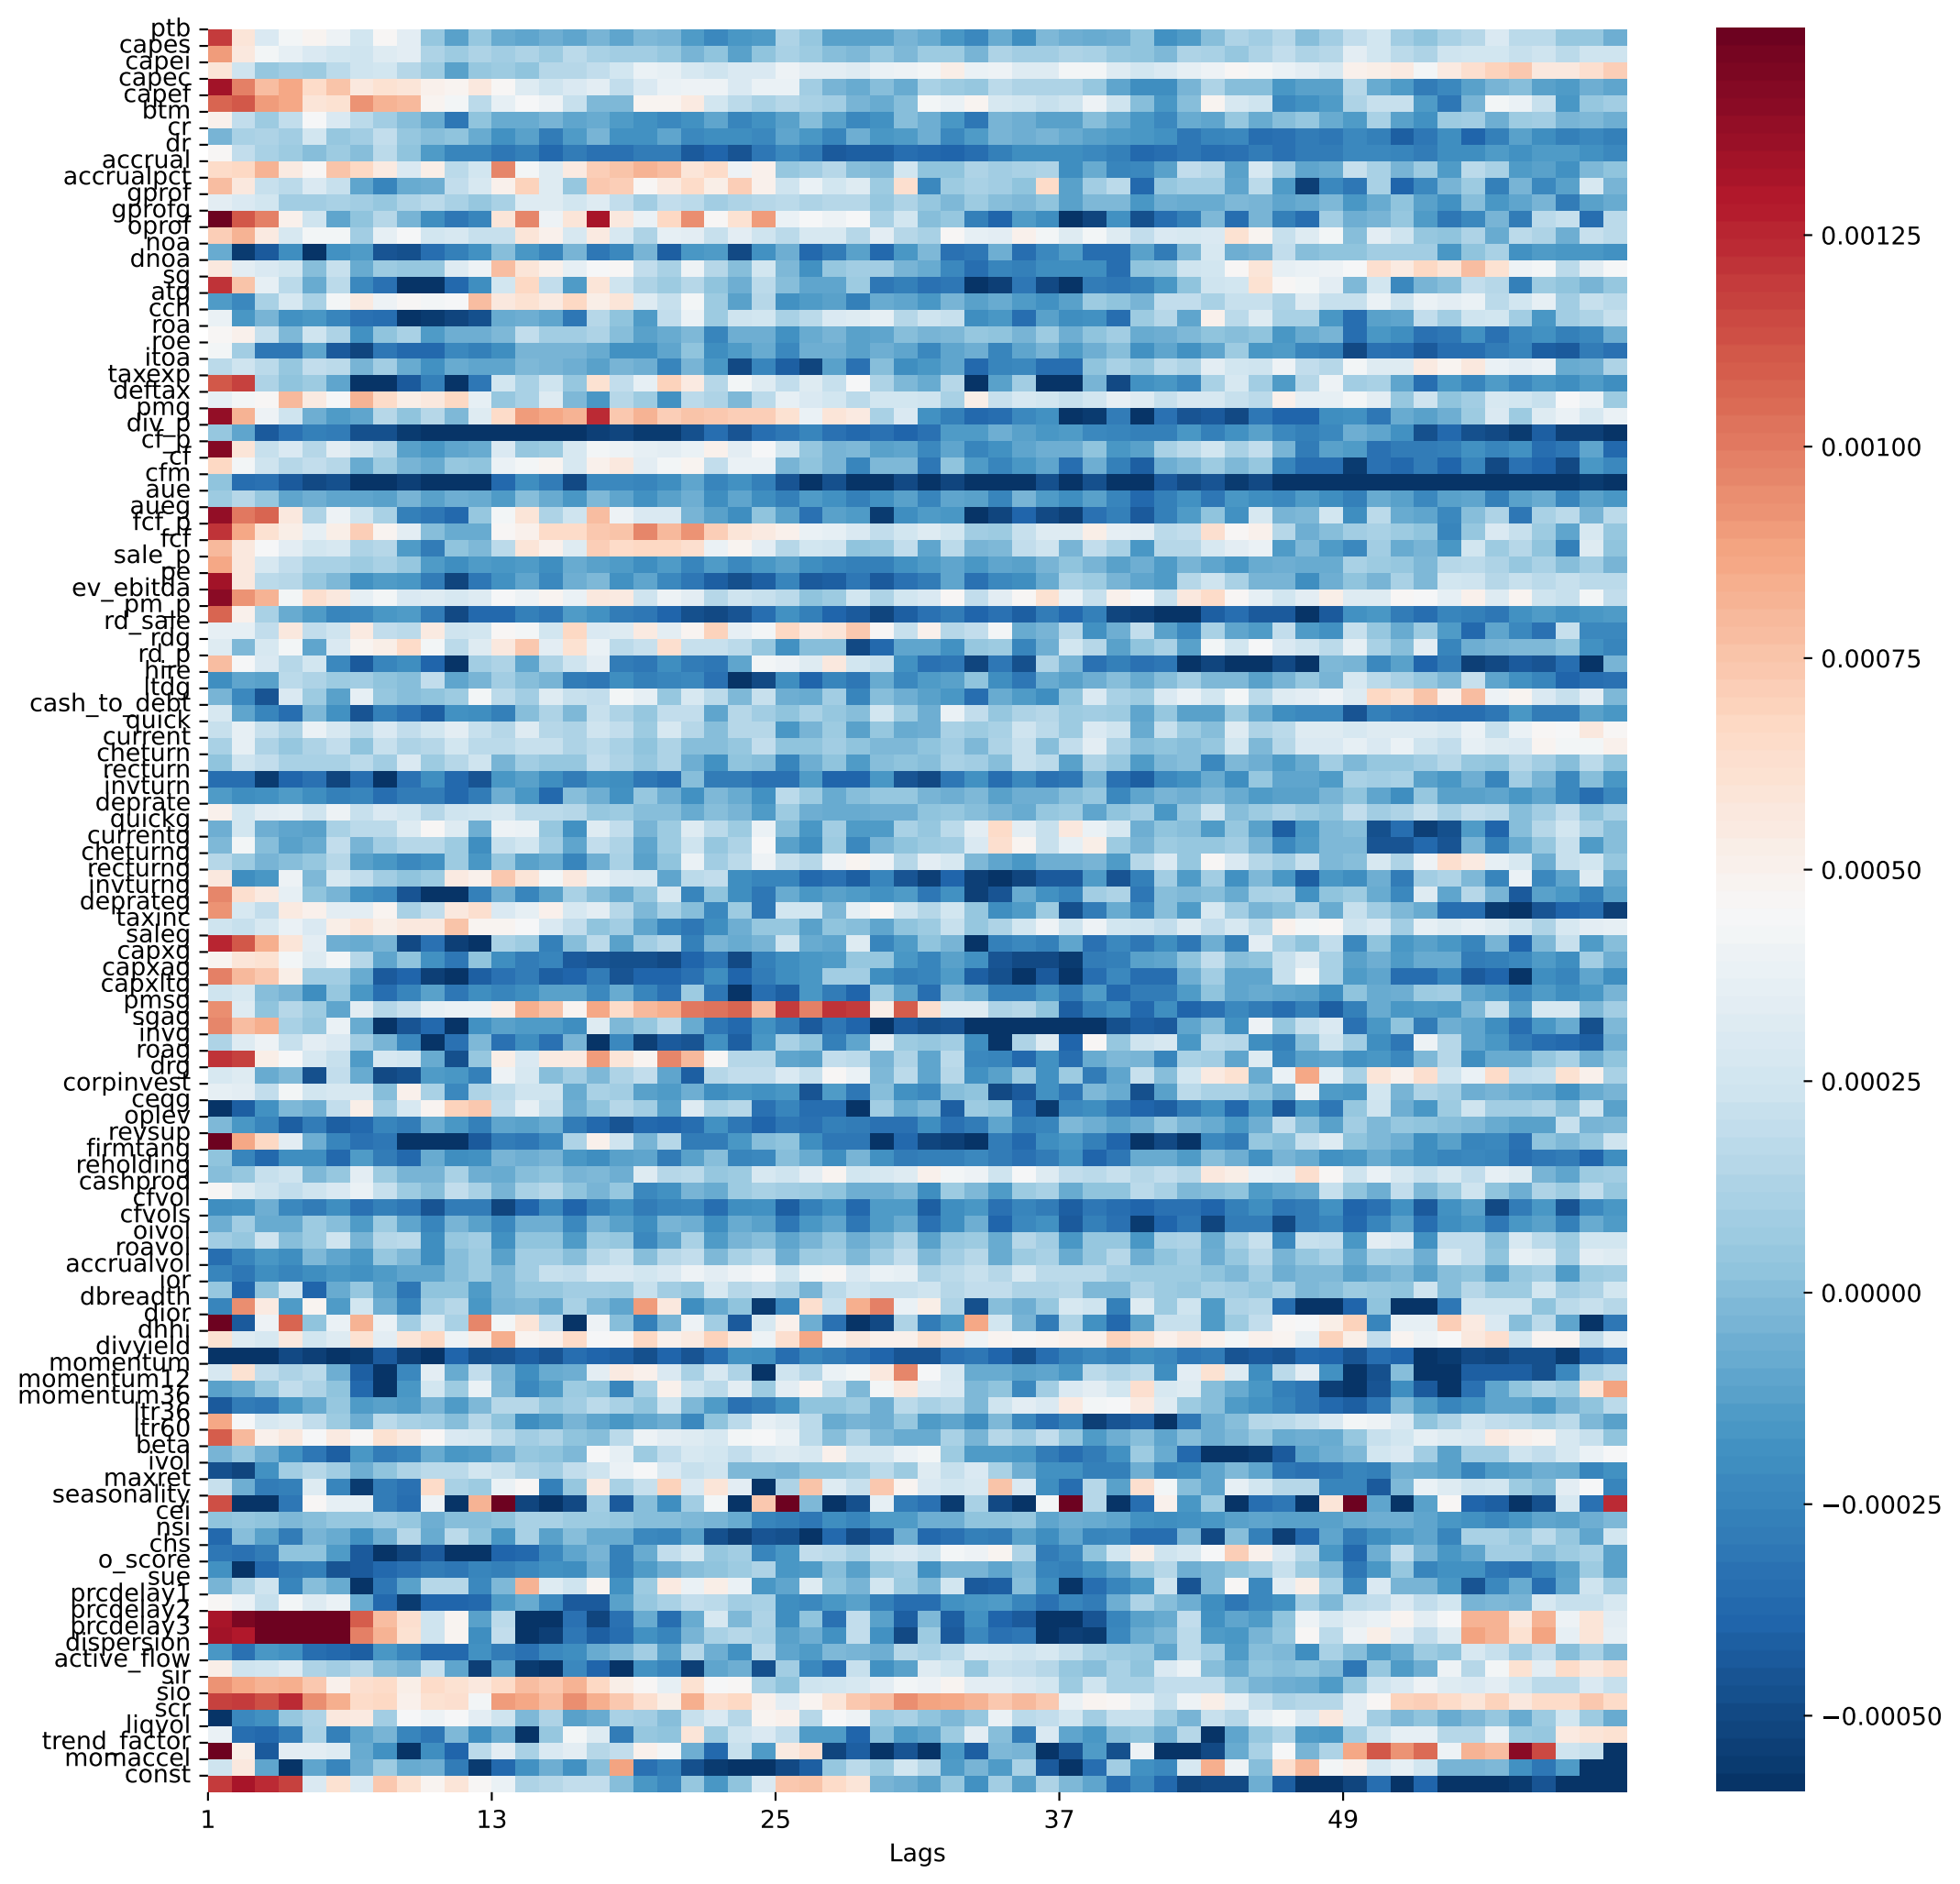 ptb
capes
capei
capec
capef
btm
cr
dr
accrual
accrualpct
gprof
gprofg
oprof
noa
dnoa
sg
atg
cch
roa
roe
itoa
taxexp
deftax
pmg
div_p
cf_p
cf
cfm
aue
aueg
fcf_p
fcf
sale_p
pe
ev_ebitda
pm_p
rd_sale
rdg
rd_p
hire
ltdg
cash_to_debt
quick
current
cheturn
recturn
invturn
deprate
quickg
currentg
cheturng
recturng
invturng
deprateg
taxinc
saleg
capxg
capxag
capxitg
pmsg
sgag
invg
roag
drg
corpinvest
ceqg
oplev
revsup
firmtang
reholding
cashprod
cfvol
cfvols
oivol
roavol
accrualvol
ior
dbreadth
dior
dhhi
divyield
momentum
momentum12
momentum36
ltr36
ltr60
beta
ivol
maxret
seasonality
cei
nsi
chs
o_score
sue
prcdelay1
prcdelay2
prcdelay3
dispersion
active_flow
sir
sio
scr
liqvol
trend_factor
momaccel
const
1 13 25 37 49
Lags
0.00125
0.00100
0.00075
0.00050
0.00025
0.00000
−0.00025
−0.00050